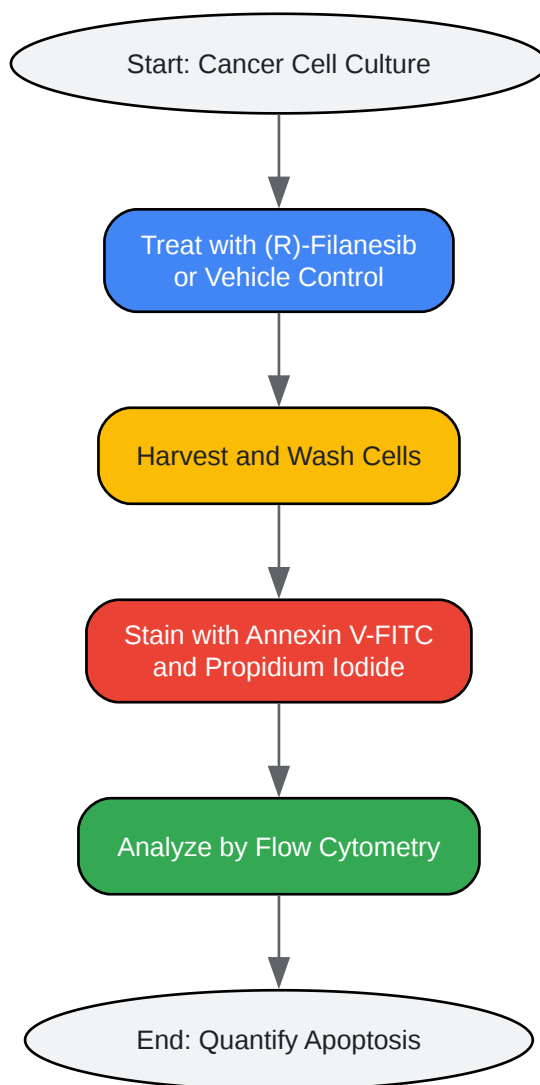 Start: Cancer Cell Culture
Treat with (R)-Filanesib
or Vehicle Control
Harvest and Wash Cells
Stain with Annexin V-FITC
and Propidium Iodide
Analyze by Flow Cytometry
End: Quantify Apoptosis